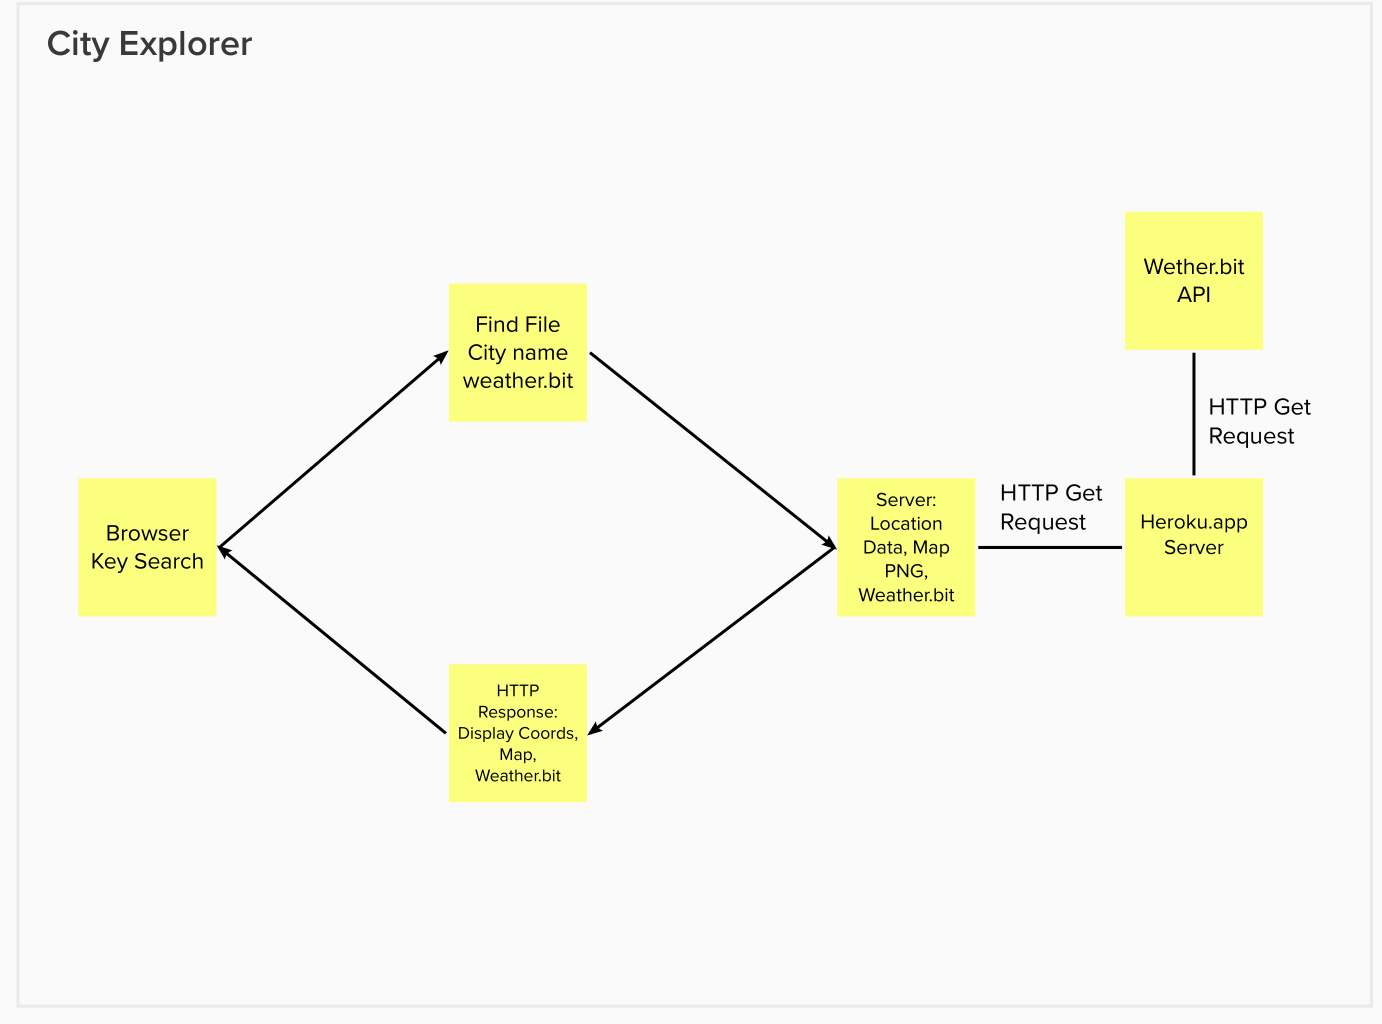 City Explorer
Wether.bit
API
Find File
City name
weather.bit
HTTP Get
Request
Browser
Key Search
Server:
Location
Data, Map
PNG,
Weather.bit
HTTP Get
Request
Heroku.app
Server
HTTP
Response:
Display Coords,
Map,
Weather.bit